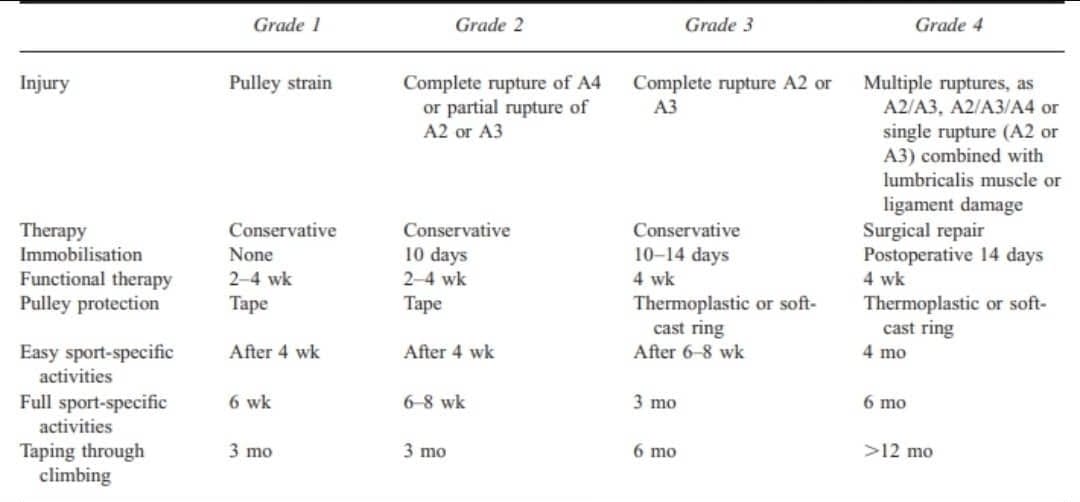 Grade 1 Grade 2 Grade 3 Grade 4
Injury Pulley strain Complete rupture of A4 Complete rupture A2 or Multiple ruptures, as
or partial rupture of A3 A2/A3, A2/A3/A4 or
A2 or A3 single rupture (A2 or
A3) combined with
lumbricalis muscle or
ligament damage
Therapy Conservative Conservative Conservative Surgical repair
Immobilisation None 10 days 10–14 days Postoperative 14 days
Functional therapy 2–4 wk 2–4 wk 4 wk 4 wk
Pulley protection Tape Tape Thermoplastic or soft- Thermoplastic or soft-
cast ring cast ring
Easy sport-specific After 4 wk After 4 wk After 6–8 wk 4 mo
activities
Full sport-specific 6 wk 6–8 wk 3 mo 6 mo
activities
Taping through 3 mo 3 mo 6 mo >12 mo
climbing